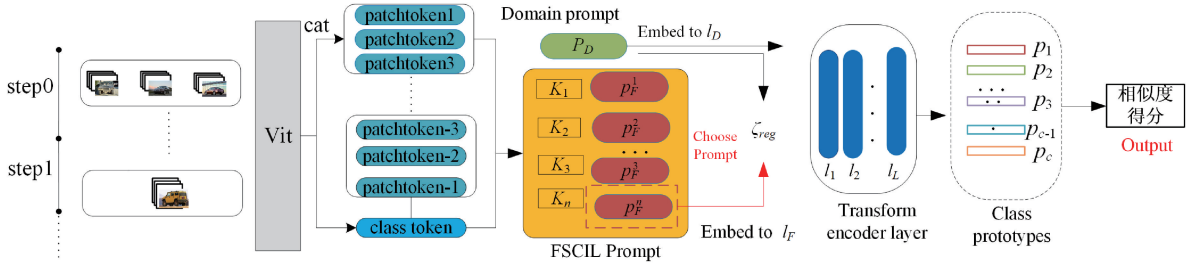 step0
step1
Vit
cat
patchtoken1
patchtoken2
patchtoken3
patchtoken-3
patchtoken-2
patchtoken-1
class token
Domain prompt
P_D
Embed to l_D
K_1
p_F^1
K_2
p_F^2
K_3
p_F^3
K_n
p_F^n
FSCIL Prompt
Choose
Prompt
ζ_reg
Embed to l_F
l_1 l_2 l_L
Transform
encoder layer
p_1
p_2
p_3
p_c-1
p_c
Class
prototypes
相似度
得分
Output